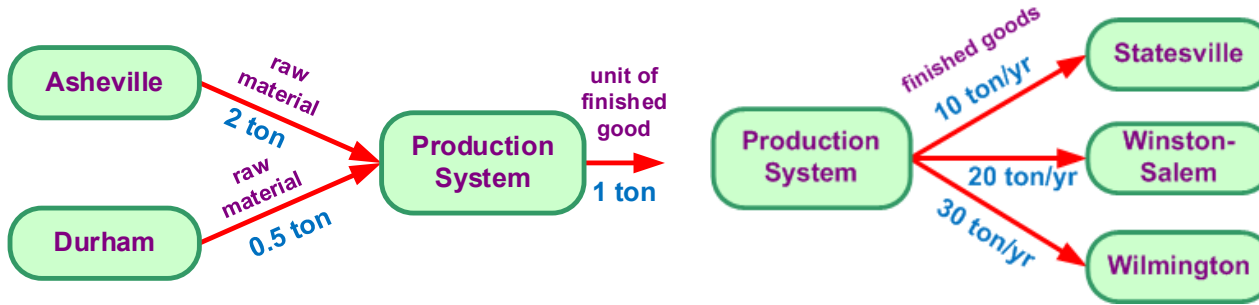 Asheville
raw
material
2 ton
Durham
raw
material
0.5 ton
Production
System
unit of
finished
good
1 ton
Production
System
finished goods
10 ton/yr
20 ton/yr
30 ton/yr
Statesville
Winston-
Salem
Wilmington